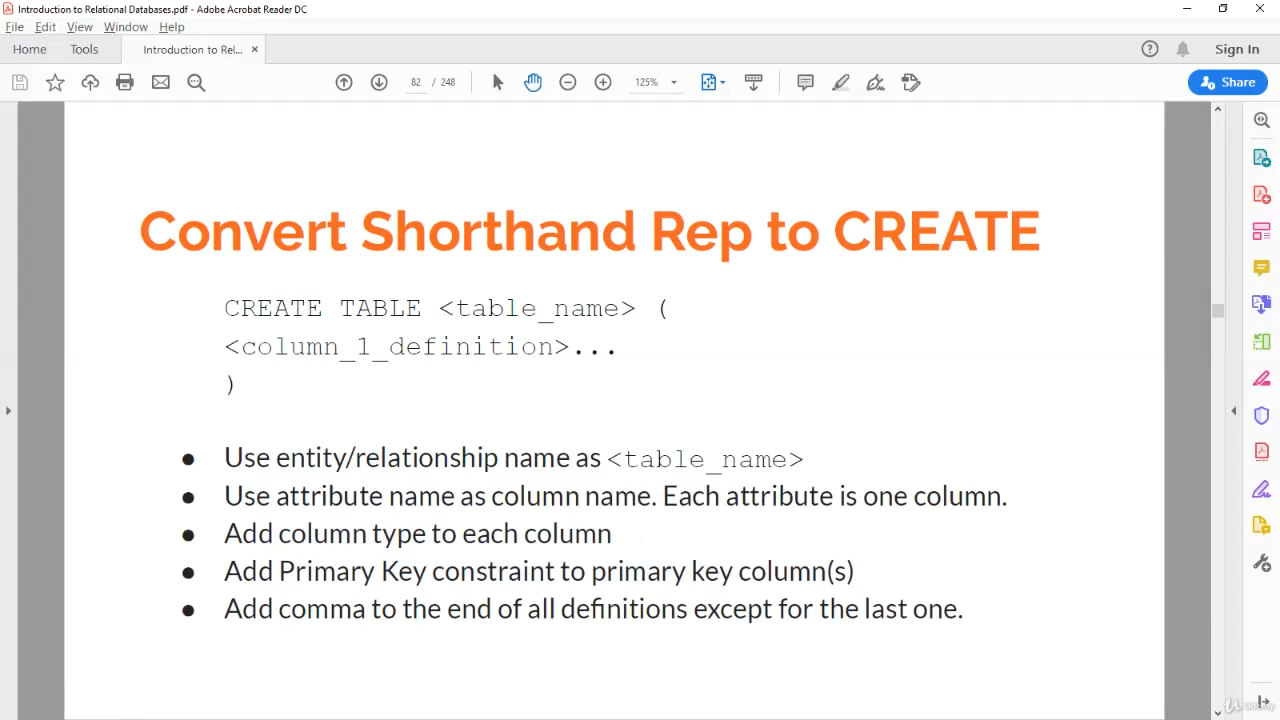 Introduction to Relational Databases.pdf - Adobe Acrobat Reader DC
File Edit View Window Help
Home Tools Introduction to Rel... × Sign In
82 / 248 125% Share
Convert Shorthand Rep to CREATE
CREATE TABLE <table_name> (
<column_1_definition>...
)
● Use entity/relationship name as <table_name>
● Use attribute name as column name. Each attribute is one column.
● Add column type to each column
● Add Primary Key constraint to primary key column(s)
● Add comma to the end of all definitions except for the last one.
Udemy